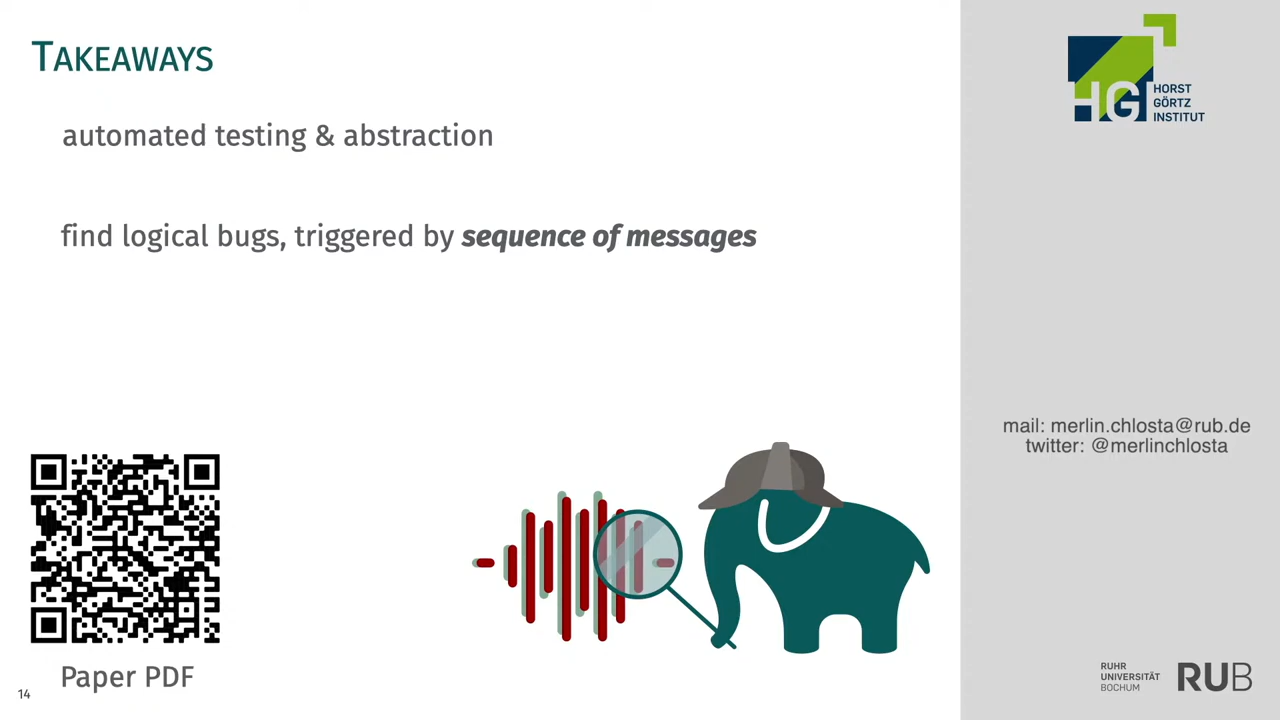 TAKEAWAYS
automated testing & abstraction
find logical bugs, triggered by sequence of messages
Paper PDF
14
HGI HORST
GÖRTZ
INSTITUT
mail: merlin.chlosta@rub.de
twitter: @merlinchlosta
RUHR
UNIVERSITÄT
BOCHUM
RUB